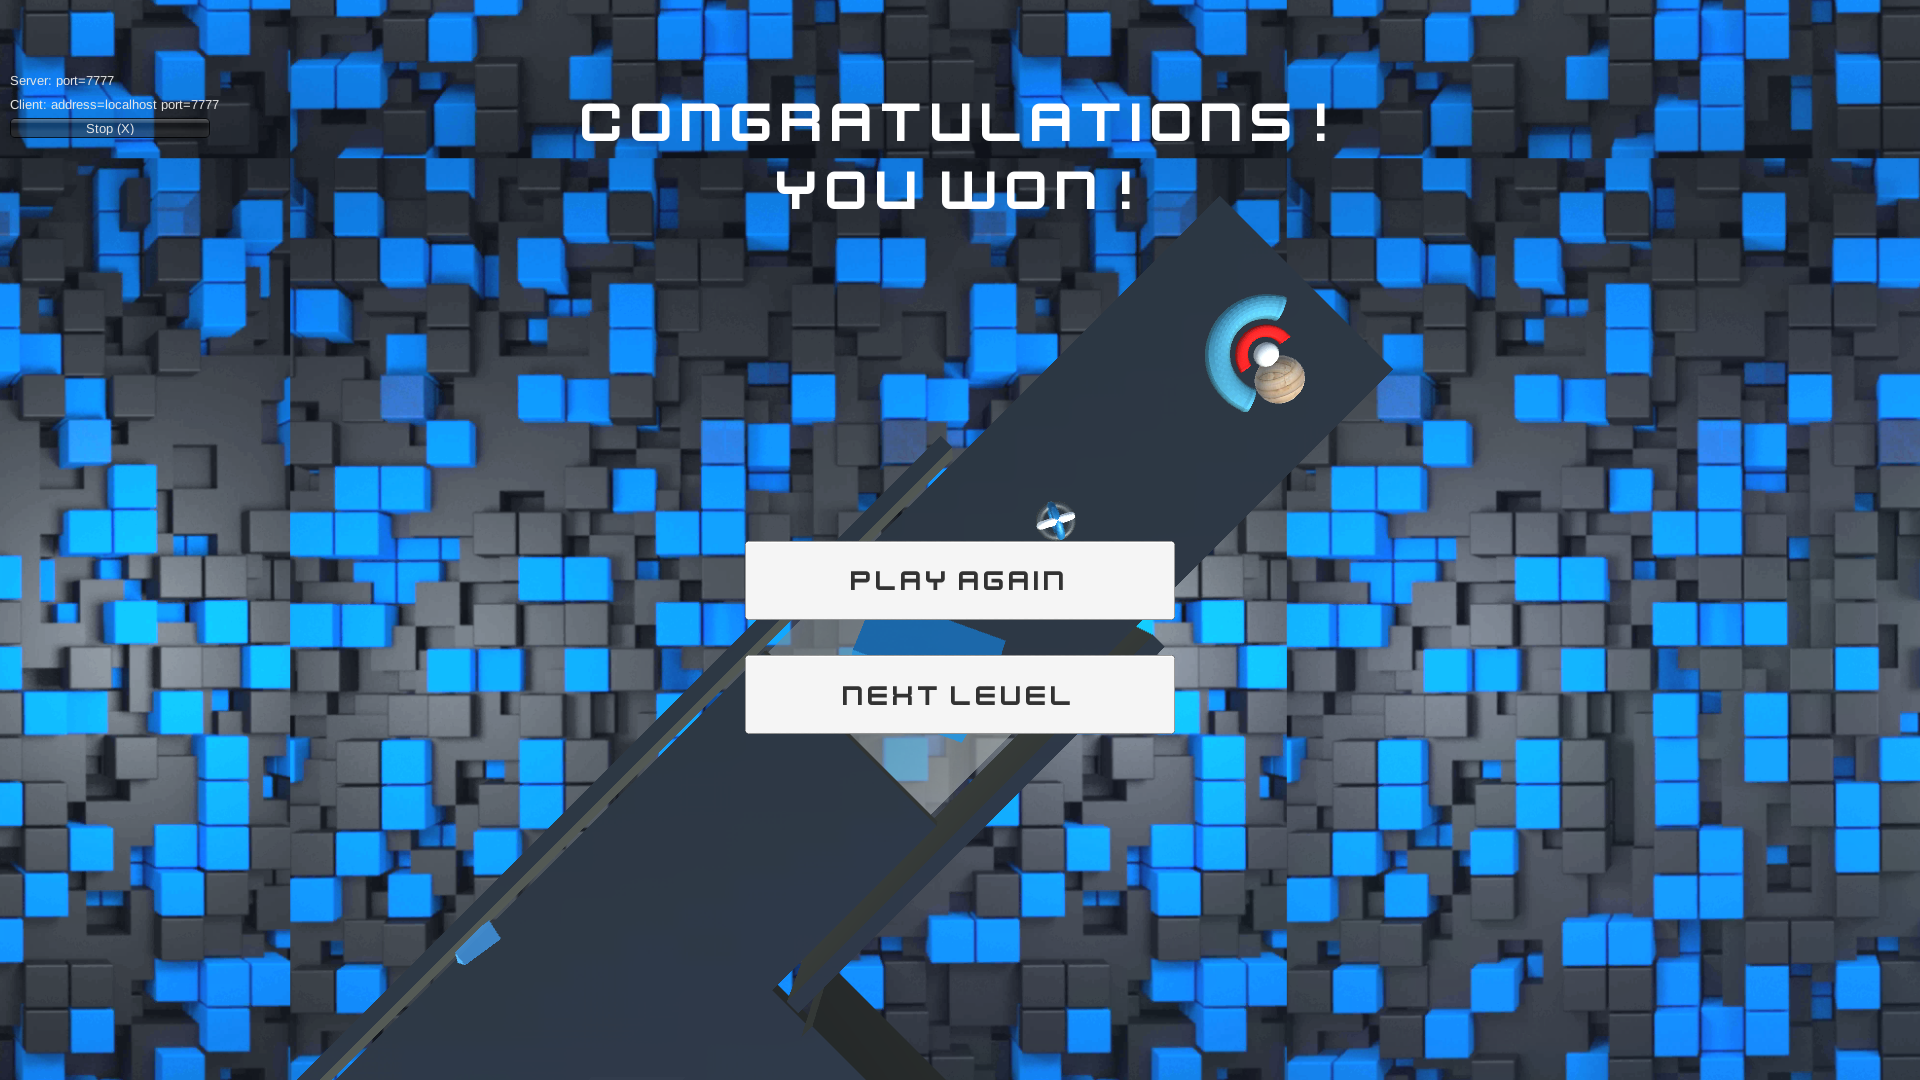 Server: port=7777
Client: address=localhost port=7777
Stop (X)
CONGRATULATIONS !
YOU WON !
PLAY AGAIN
NEXT LEVEL